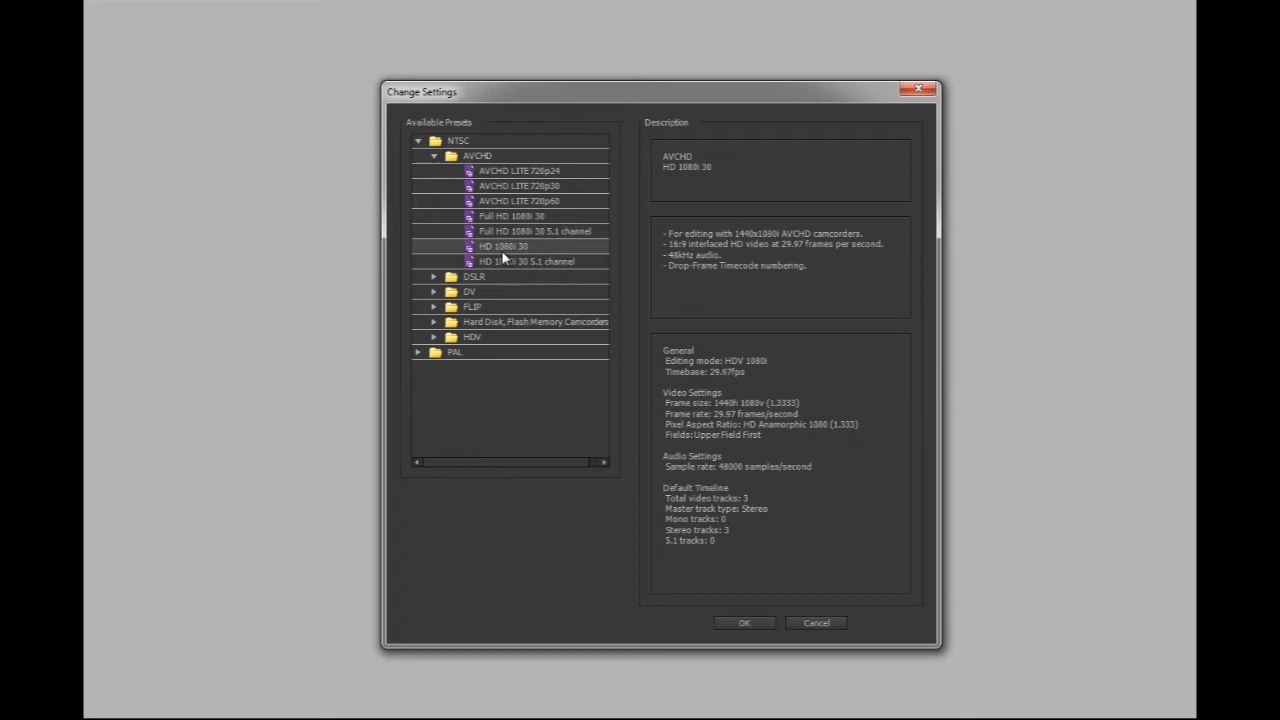 Change Settings
Available Presets
NTSC
AVCHD
AVCHD LITE 720p24
AVCHD LITE 720p30
AVCHD LITE 720p60
Full HD 1080i 30
Full HD 1080i 30 5.1 channel
HD 1080i 30
HD 1080i 30 5.1 channel
DSLR
DV
FLIP
Hard Disk, Flash Memory Camcorders
HDV
PAL
Description
AVCHD
HD 1080i 30
- For editing with 1440x1080i AVCHD camcorders.
- 16:9 interlaced HD video at 29.97 frames per second.
- 48kHz audio.
- Drop-Frame Timecode numbering.
General
Editing mode: HDV 1080i
Timebase: 29.97fps
Video Settings
Frame size: 1440h 1080v (1.3333)
Frame rate: 29.97 frames/second
Pixel Aspect Ratio: HD Anamorphic 1080 (1.333)
Fields: Upper Field First
Audio Settings
Sample rate: 48000 samples/second
Default Timeline
Total video tracks: 3
Master track type: Stereo
Mono tracks: 0
Stereo tracks: 3
5.1 tracks: 0
OK
Cancel